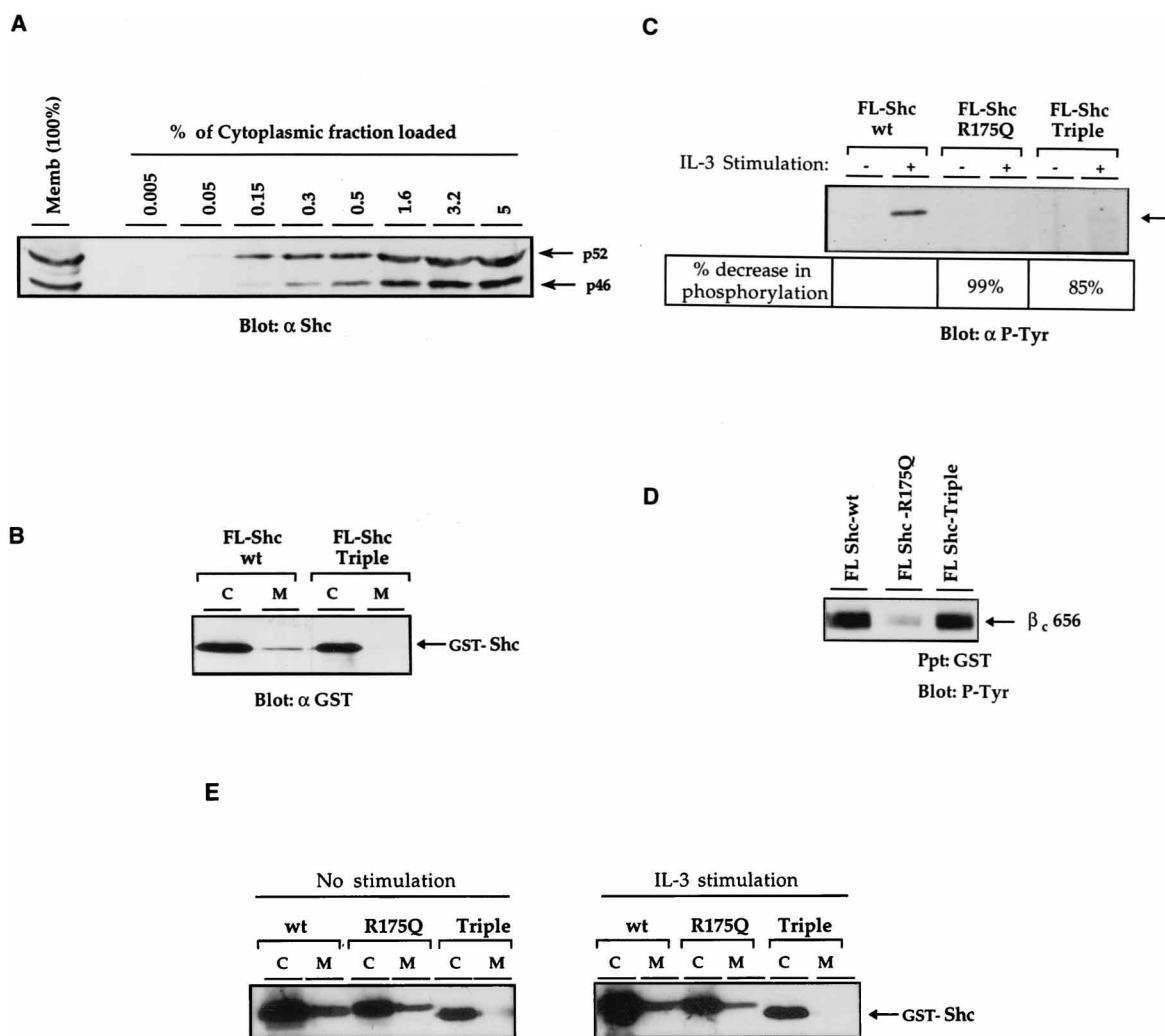 A
Memb (100%)
% of Cytoplasmic fraction loaded
0.005 0.05 0.15 0.3 0.5 1.6 3.2 5
p52
p46
Blot: α Shc
B
FL-Shc wt
FL-Shc Triple
C M C M
GST- Shc
Blot: α GST
C
FL-Shc wt
FL-Shc R175Q
FL-Shc Triple
IL-3 Stimulation: - + - + - +
% decrease in phosphorylation
99% 85%
Blot: α P-Tyr
D
FL Shc-wt
FL Shc -R175Q
FL Shc-Triple
βc 656
Ppt: GST
Blot: P-Tyr
E
No stimulation
wt R175Q Triple
C M C M C M
IL-3 stimulation
wt R175Q Triple
C M C M C M
GST- Shc